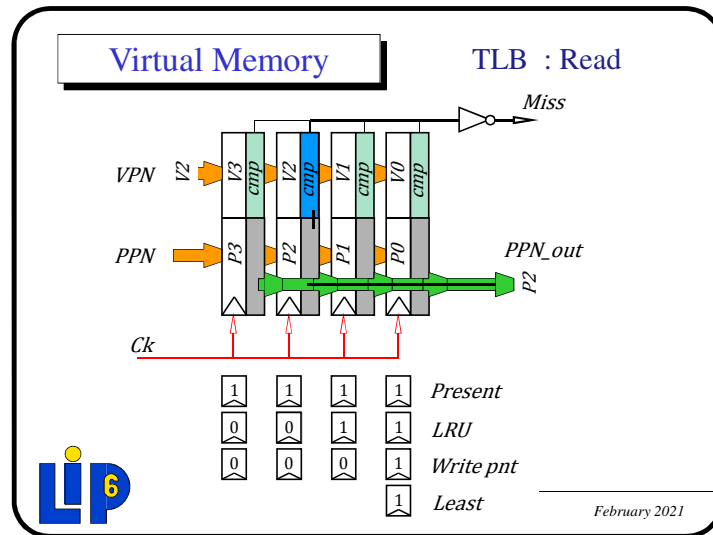 Virtual Memory
TLB : Read
Miss
VPN V2 V3 cmp V2 cmp V1 cmp V0 cmp
PPN P3 P2 P1 P0 PPN_out
P2
Ck
1 1 1 1 Present
0 0 1 1 LRU
0 0 0 1 Write pnt
1 Least
LIP6
February 2021